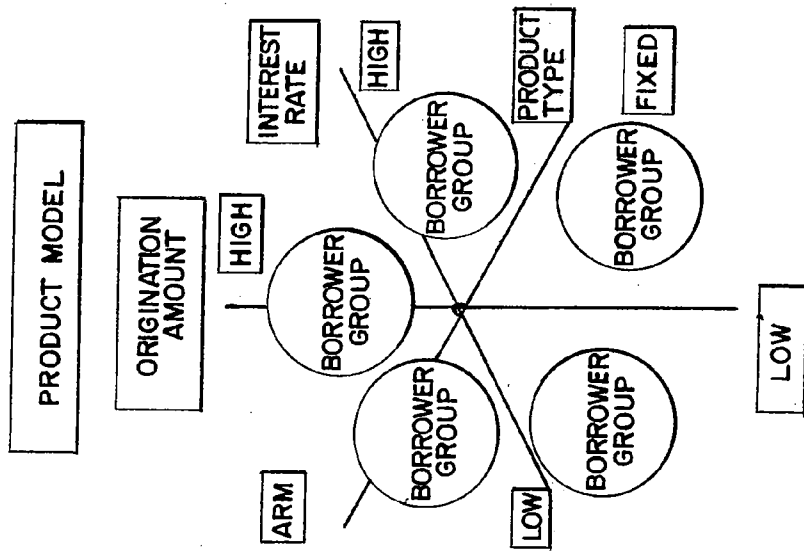 PRODUCT MODEL
ORIGINATION
AMOUNT
HIGH
ARM
INTEREST
RATE
BORROWER
GROUP
HIGH
BORROWER
GROUP
BORROWER
GROUP
LOW
PRODUCT
TYPE
BORROWER
GROUP
BORROWER
GROUP
FIXED
LOW